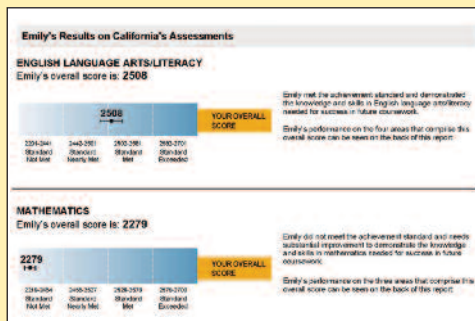 Emily's Results on California's Assessments
ENGLISH LANGUAGE ARTS/LITERACY
Emily's overall score is: 2508
2508
YOUR OVERALL
SCORE
Standard Not Met
Standard Nearly Met
Standard Met
Standard Exceeded
Emily met the achievement standard and demonstrated
the knowledge and skills in English language arts/literacy
needed for success in future coursework.
Emily's performance on the four areas that comprise this
overall score can be seen on the back of this report
MATHEMATICS
Emily's overall score is: 2279
2279
YOUR OVERALL
SCORE
Standard Not Met
Standard Nearly Met
Standard Met
Standard Exceeded
Emily did not meet the achievement standard and needs
substantial improvement to demonstrate the knowledge
and skills in mathematics needed for success in future
coursework.
Emily's performance on the three areas that comprise this
overall score can be seen on the back of this report